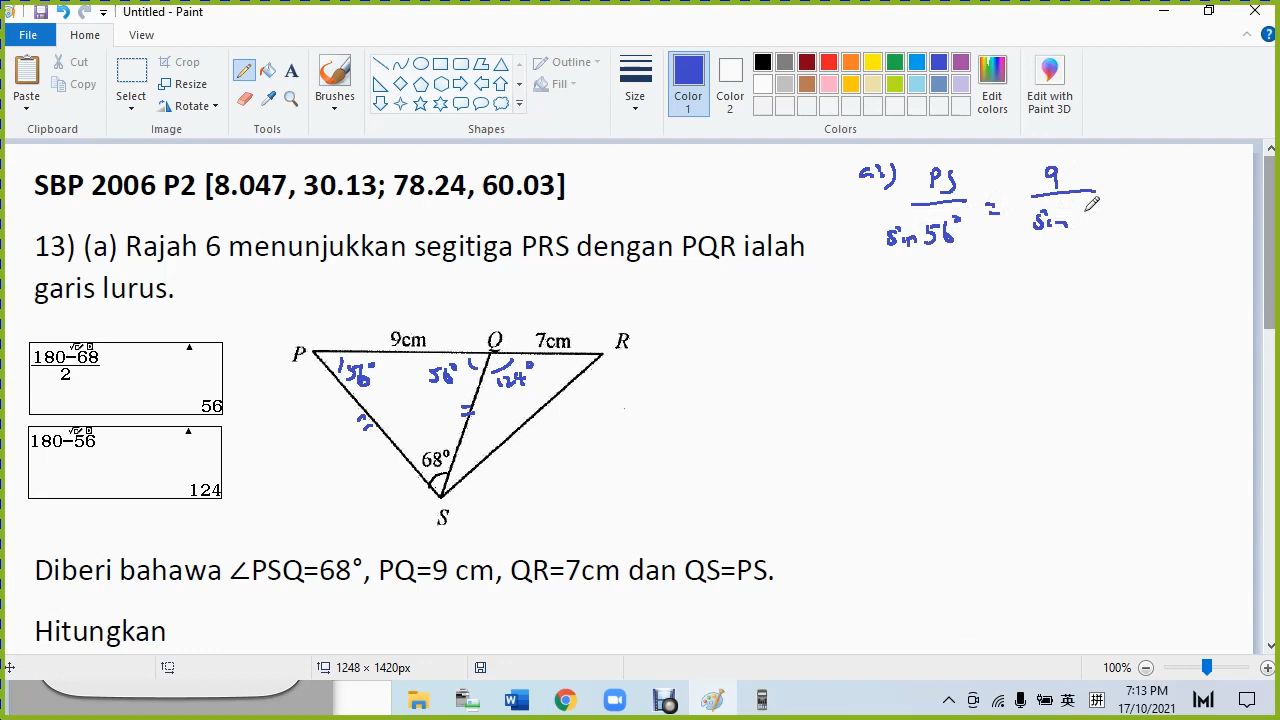 Untitled - Paint
File Home View
Paste Cut Copy Clipboard
Select Crop Resize Rotate Image
Tools
Brushes
Outline Fill Shapes
Size
Color 1
Color 2
Colors
Edit colors
Edit with Paint 3D
SBP 2006 P2 [8.047, 30.13; 78.24, 60.03]
13) (a) Rajah 6 menunjukkan segitiga PRS dengan PQR ialah
garis lurus.
PS / sin 56° = 9 / sin
180-68
2
56
180-56
124
P 9cm Q 7cm R
56° 56° 124°
68°
S
Diberi bahawa ∠PSQ=68°, PQ=9 cm, QR=7cm dan QS=PS.
Hitungkan
1248 × 1420px
100%
英
拼
7:13 PM
17/10/2021